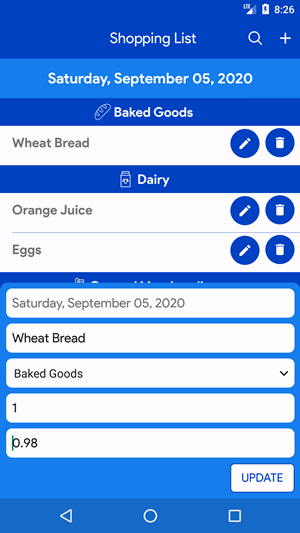 LTE 8:26
Shopping List
Saturday, September 05, 2020
Baked Goods
Wheat Bread
Dairy
Orange Juice
Eggs
Saturday, September 05, 2020
Wheat Bread
Baked Goods
1
0.98
UPDATE